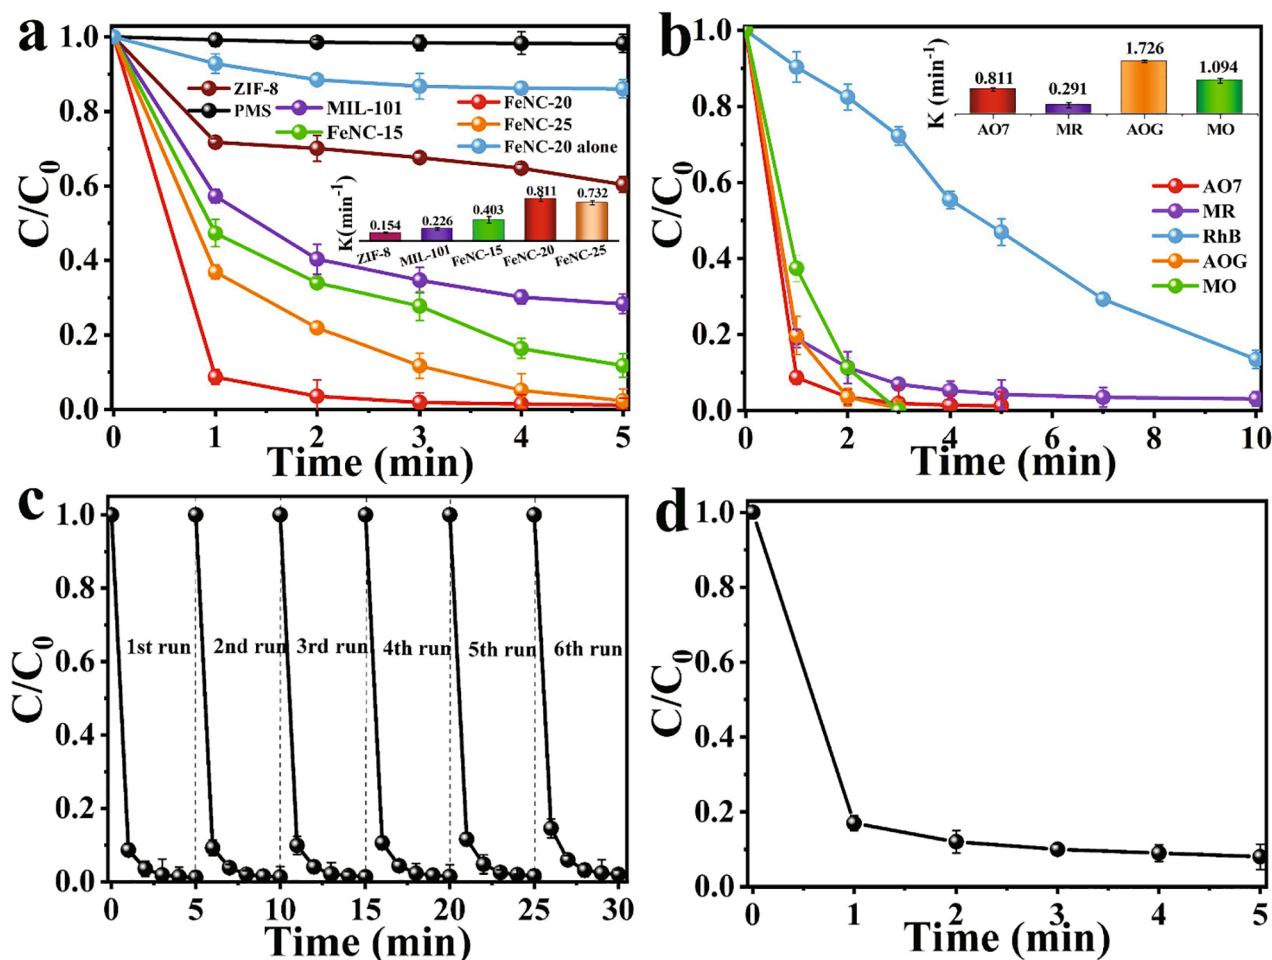 a
C/C0
1.0
0.8
0.6
0.4
0.2
0.0
ZIF-8
PMS
MIL-101
FeNC-15
FeNC-20
FeNC-25
FeNC-20 alone
K(min-1)
0.154
0.226
0.403
0.811
0.732
ZIF-8
MIL-101
FeNC-15
FeNC-20
FeNC-25
0 1 2 3 4 5
Time (min)
b
C/C0
1.0
0.8
0.6
0.4
0.2
0.0
K (min-1)
0.811
0.291
1.726
1.094
AO7 MR AOG MO
AO7
MR
RhB
AOG
MO
0 2 4 6 8 10
Time (min)
c
C/C0
1.0
0.8
0.6
0.4
0.2
0.0
1st run 2nd run 3rd run 4th run 5th run 6th run
0 5 10 15 20 25 30
Time (min)
d
C/C0
1.0
0.8
0.6
0.4
0.2
0.0
0 1 2 3 4 5
Time (min)